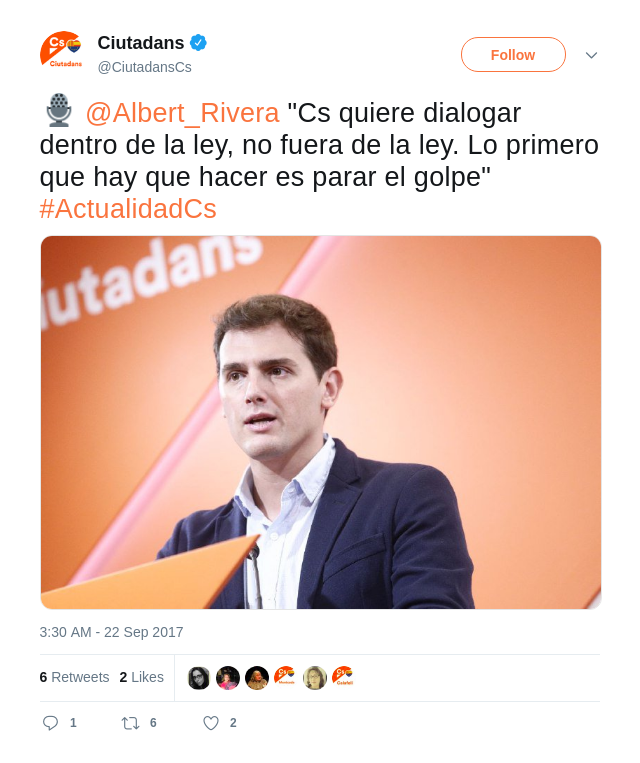 Cs
Ciutadans
Ciutadans
@CiutadansCs
Follow
@Albert_Rivera "Cs quiere dialogar
dentro de la ley, no fuera de la ley. Lo primero
que hay que hacer es parar el golpe"
#ActualidadCs
iutadans
3:30 AM - 22 Sep 2017
6 Retweets 2 Likes
1 6 2